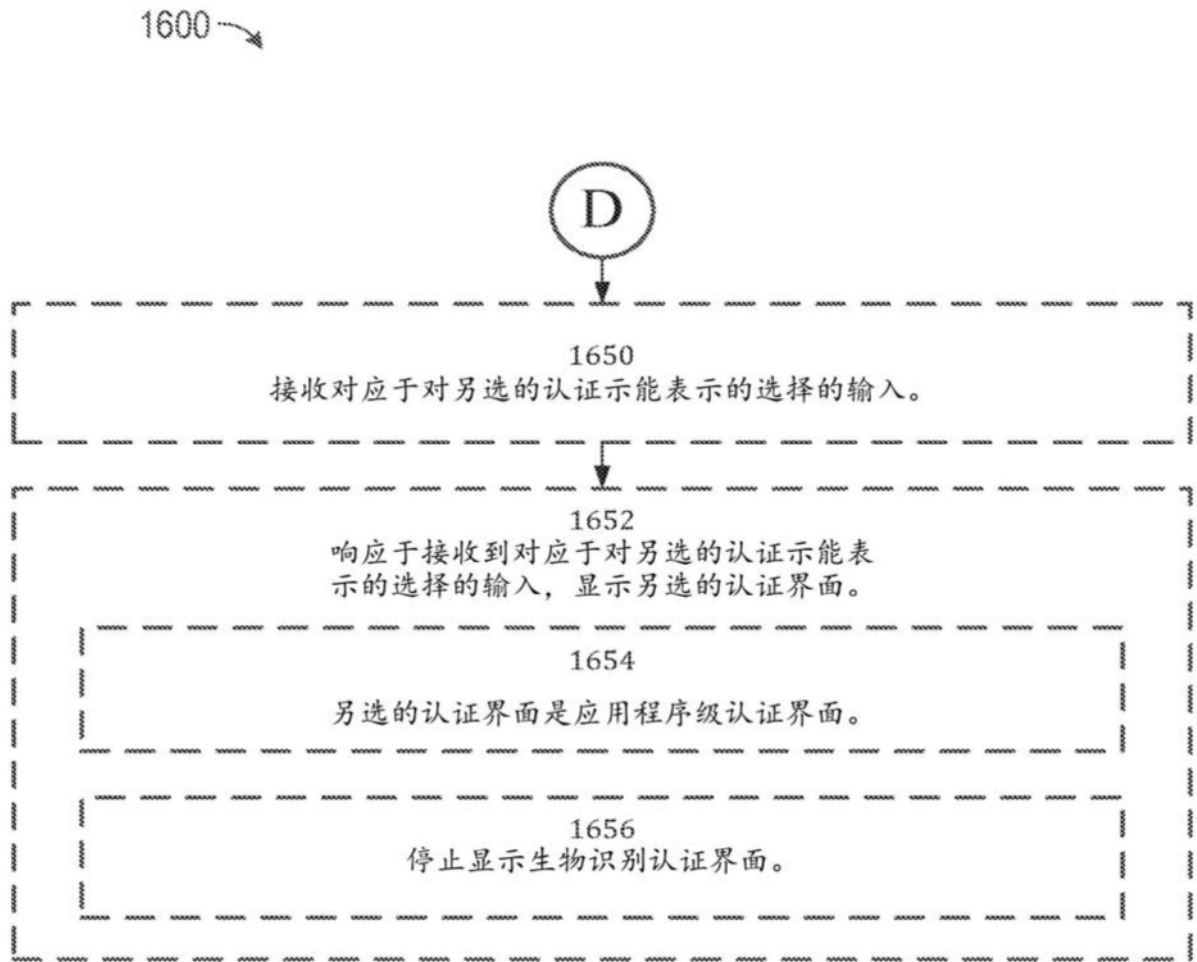 1600
D
1650
接收对应于对另选的认证示能表示的选择的输入。
1652
响应于接收到对应于对另选的认证示能表
示的选择的输入，显示另选的认证界面。
1654
另选的认证界面是应用程序级认证界面。
1656
停止显示生物识别认证界面。